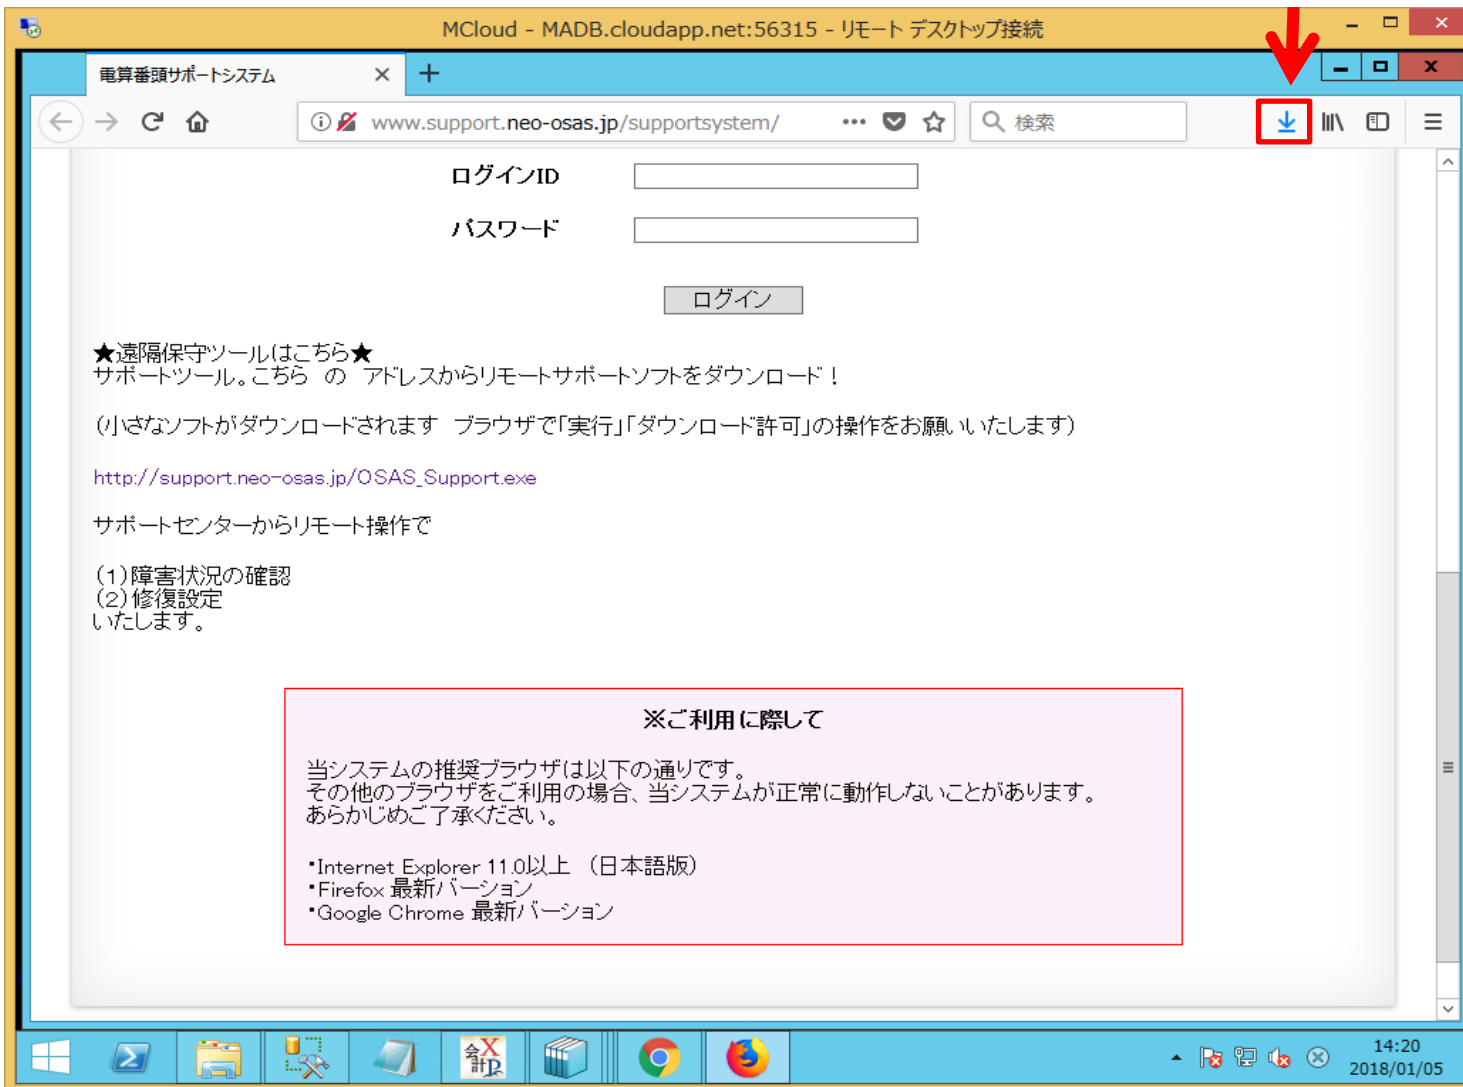 MCloud - MADB.cloudapp.net:56315 - リモート デスクトップ接続
電算番頭サポートシステム
www.support.neo-osas.jp/supportsystem/
検索
ログインID
パスワード
ログイン
★遠隔保守ツールはこちら★
サポートツール。こちら の アドレスからリモートサポートソフトをダウンロード！
(小さなソフトがダウンロードされます ブラウザで「実行」「ダウンロード許可」の操作をお願いいたします)
http://support.neo-osas.jp/OSAS_Support.exe
サポートセンターからリモート操作で
(1)障害状況の確認
(2)修復設定
いたします。
※ご利用に際して
当システムの推奨ブラウザは以下の通りです。
その他のブラウザをご利用の場合、当システムが正常に動作しないことがあります。
あらかじめご了承ください。
・Internet Explorer 11.0以上 （日本語版）
・Firefox 最新バージョン
・Google Chrome 最新バージョン
会計X
14:20
2018/01/05